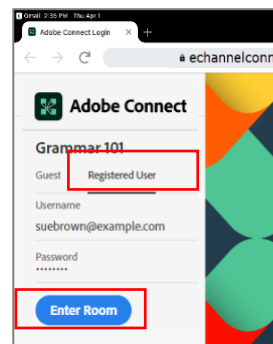 Gmail 2:35 PM Thu Apr 1
Adobe Connect Login × +
echannelconn
Adobe Connect
Grammar 101
Guest Registered User
Username
suebrown@example.com
Password
••••••••
Enter Room